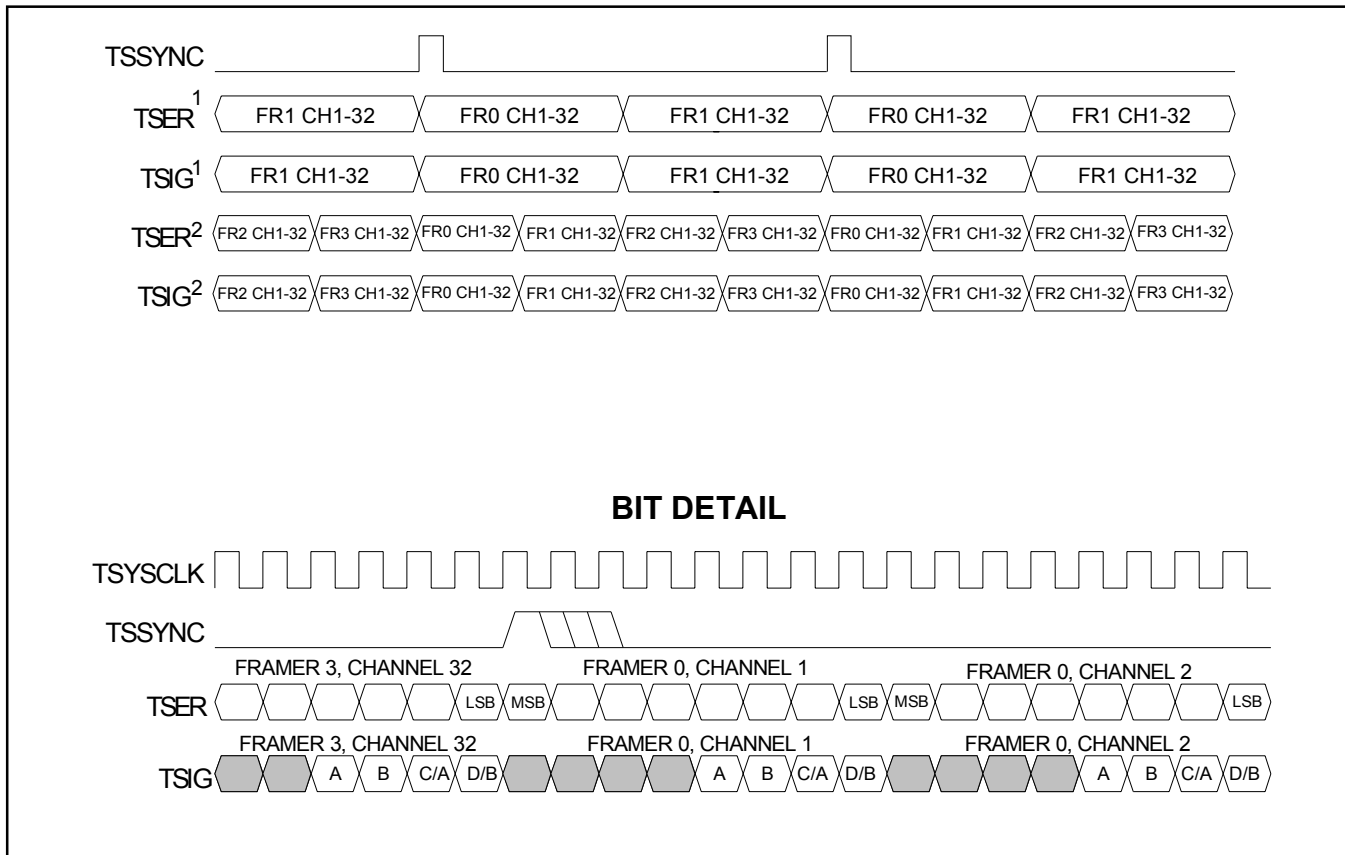 TSSYNC
TSER¹ FR1 CH1-32 FR0 CH1-32 FR1 CH1-32 FR0 CH1-32 FR1 CH1-32
TSIG¹ FR1 CH1-32 FR0 CH1-32 FR1 CH1-32 FR0 CH1-32 FR1 CH1-32
TSER² FR2 CH1-32 FR3 CH1-32 FR0 CH1-32 FR1 CH1-32 FR2 CH1-32 FR3 CH1-32 FR0 CH1-32 FR1 CH1-32 FR2 CH1-32 FR3 CH1-32
TSIG² FR2 CH1-32 FR3 CH1-32 FR0 CH1-32 FR1 CH1-32 FR2 CH1-32 FR3 CH1-32 FR0 CH1-32 FR1 CH1-32 FR2 CH1-32 FR3 CH1-32
BIT DETAIL
TSYSCLK
TSSYNC
FRAMER 3, CHANNEL 32 FRAMER 0, CHANNEL 1 FRAMER 0, CHANNEL 2
TSER LSB MSB LSB MSB LSB
FRAMER 3, CHANNEL 32 FRAMER 0, CHANNEL 1 FRAMER 0, CHANNEL 2
TSIG A B C/A D/B A B C/A D/B A B C/A D/B